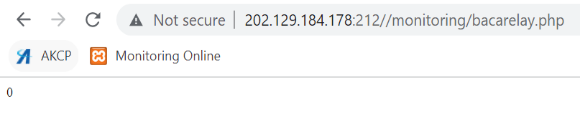 Not secure | 202.129.184.178:212//monitoring/bacarelay.php
AKCP Monitoring Online
0